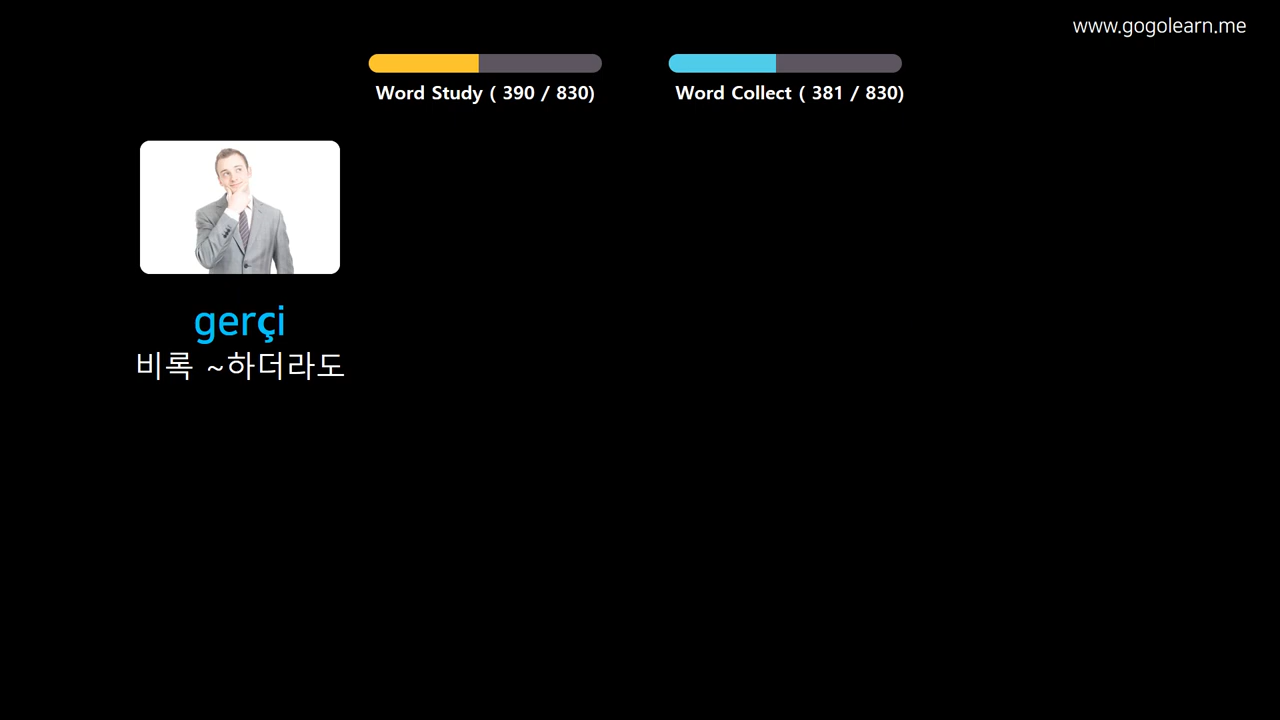 www.gogolearn.me
Word Study ( 390 / 830)
Word Collect ( 381 / 830)
gerçi
비록 ~하더라도